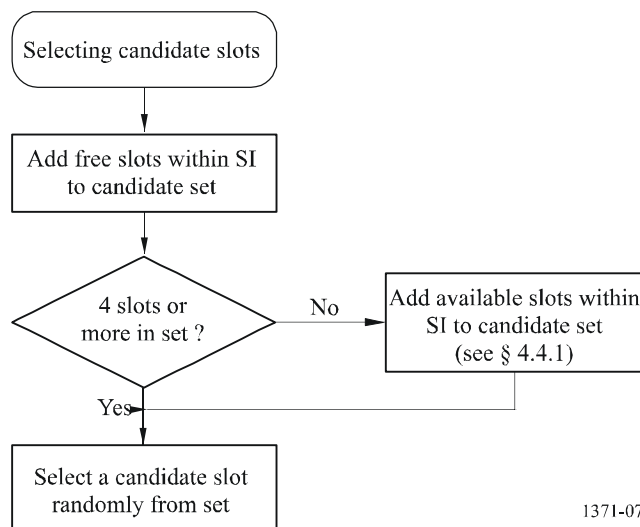 Selecting candidate slots
Add free slots within SI
to candidate set
4 slots or
more in set ?
No
Add available slots within
SI to candidate set
(see § 4.4.1)
Yes
Select a candidate slot
randomly from set
1371-07